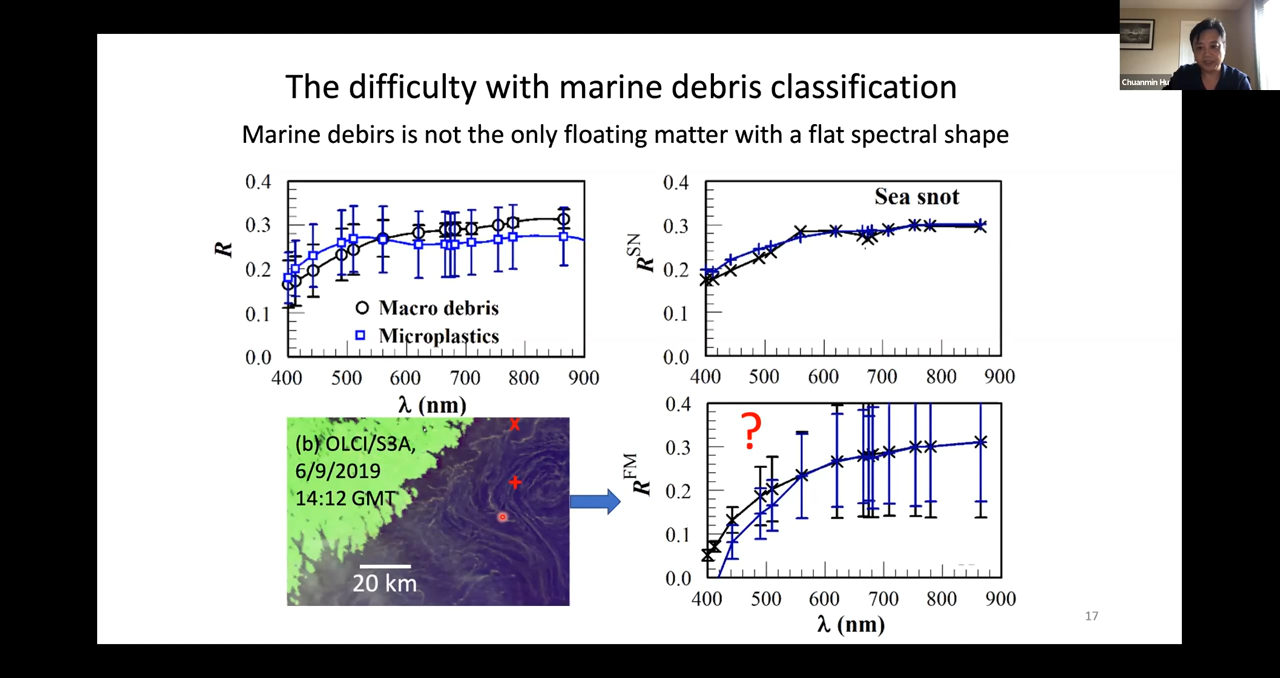 Chuanmin Hu
The difficulty with marine debris classification
Marine debirs is not the only floating matter with a flat spectral shape
0.4
0.3
0.2
0.1
0.0
R
Macro debris
Microplastics
400 500 600 700 800 900
λ (nm)
0.4
0.3
0.2
0.1
0.0
R^SN
Sea snot
400 500 600 700 800 900
(b) OLCI/S3A,
6/9/2019
14:12 GMT
x
+
20 km
0.4
0.3
0.2
0.1
0.0
R^FM
?
400 500 600 700 800 900
λ (nm)
17